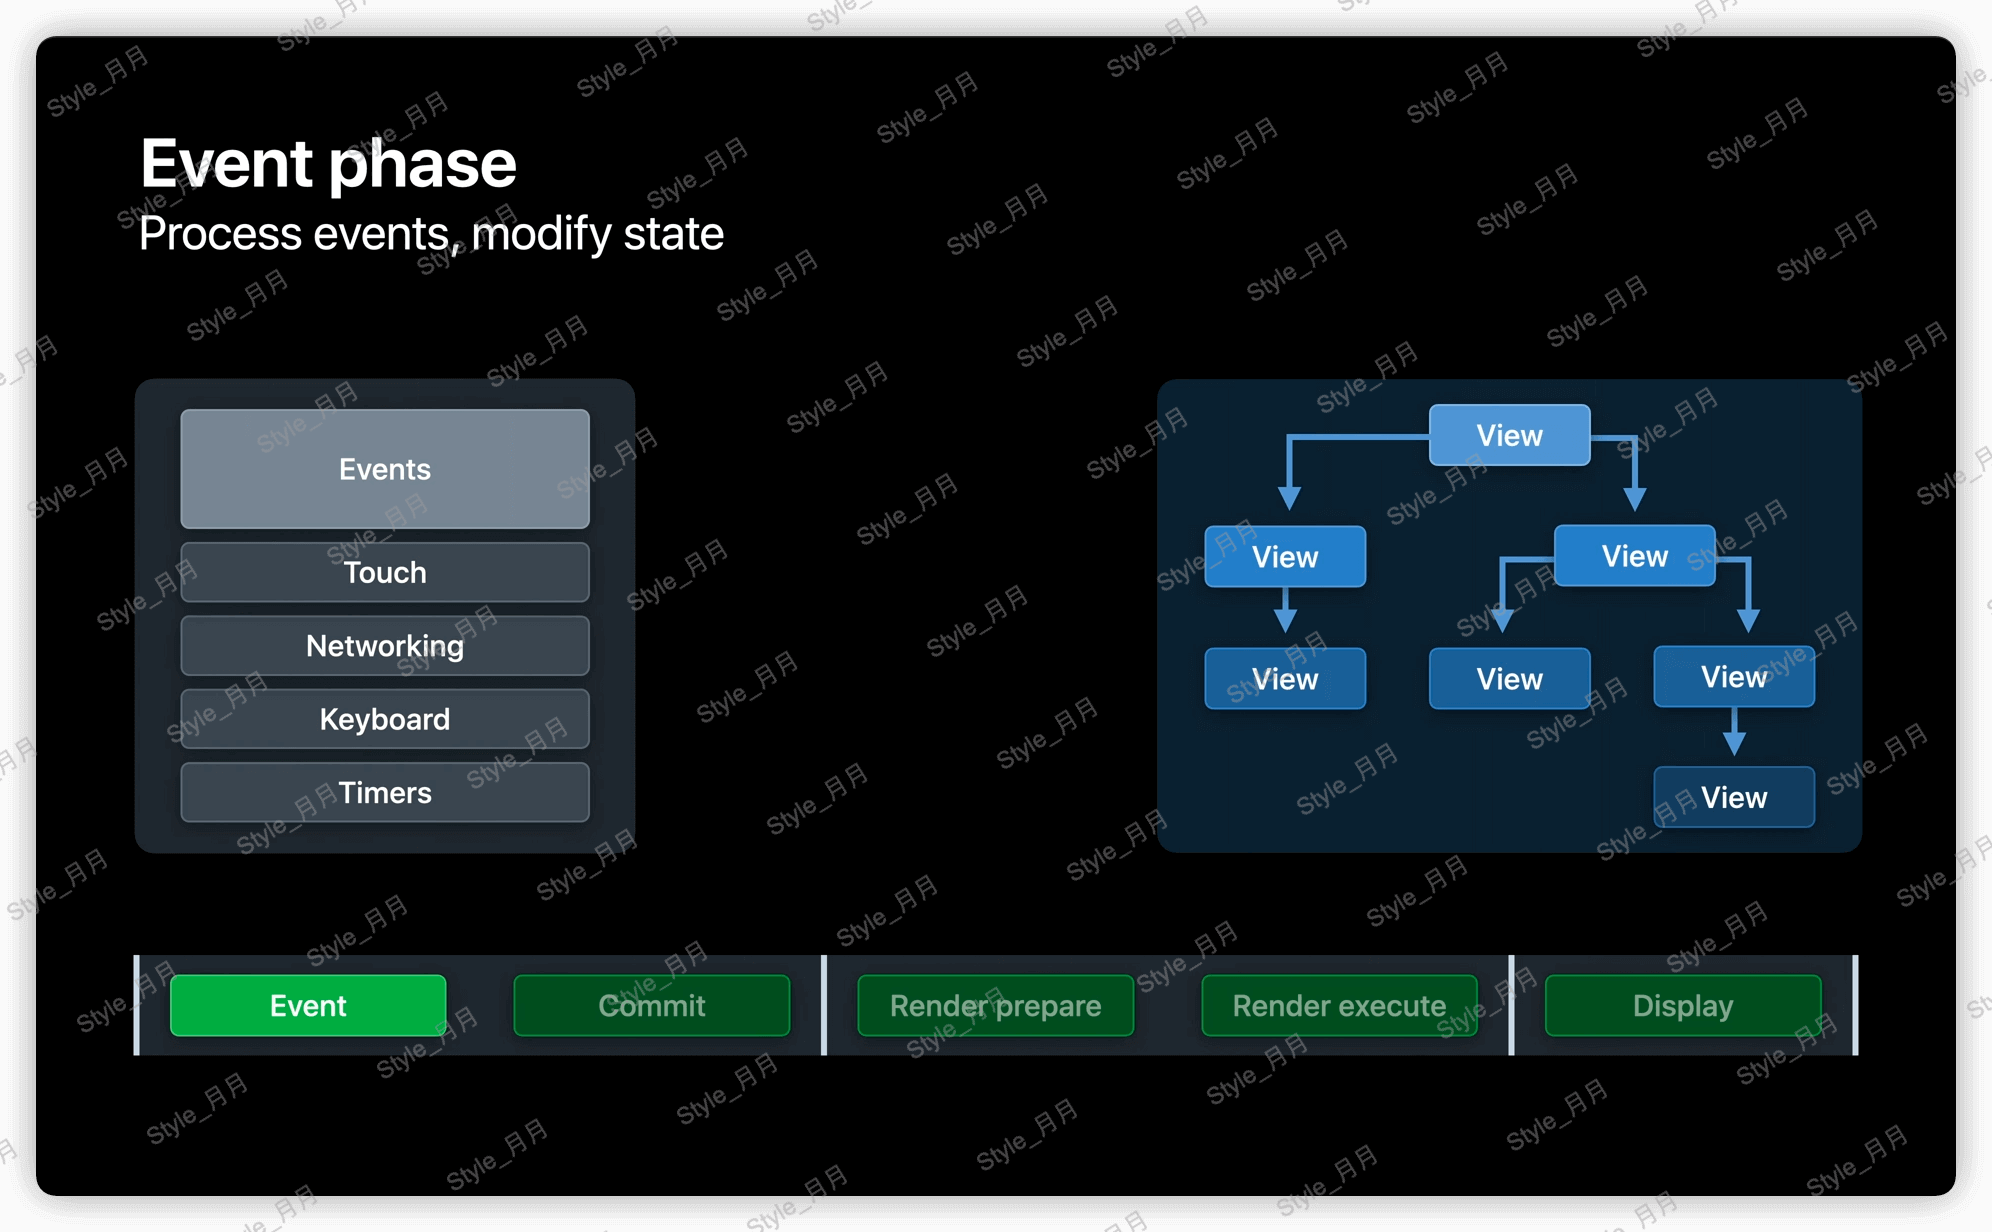 Event phase
Process events, modify state
Events
Touch
Networking
Keyboard
Timers
View
View
View
View
View
View
View
Event
Commit
Render prepare
Render execute
Display
Style_月月